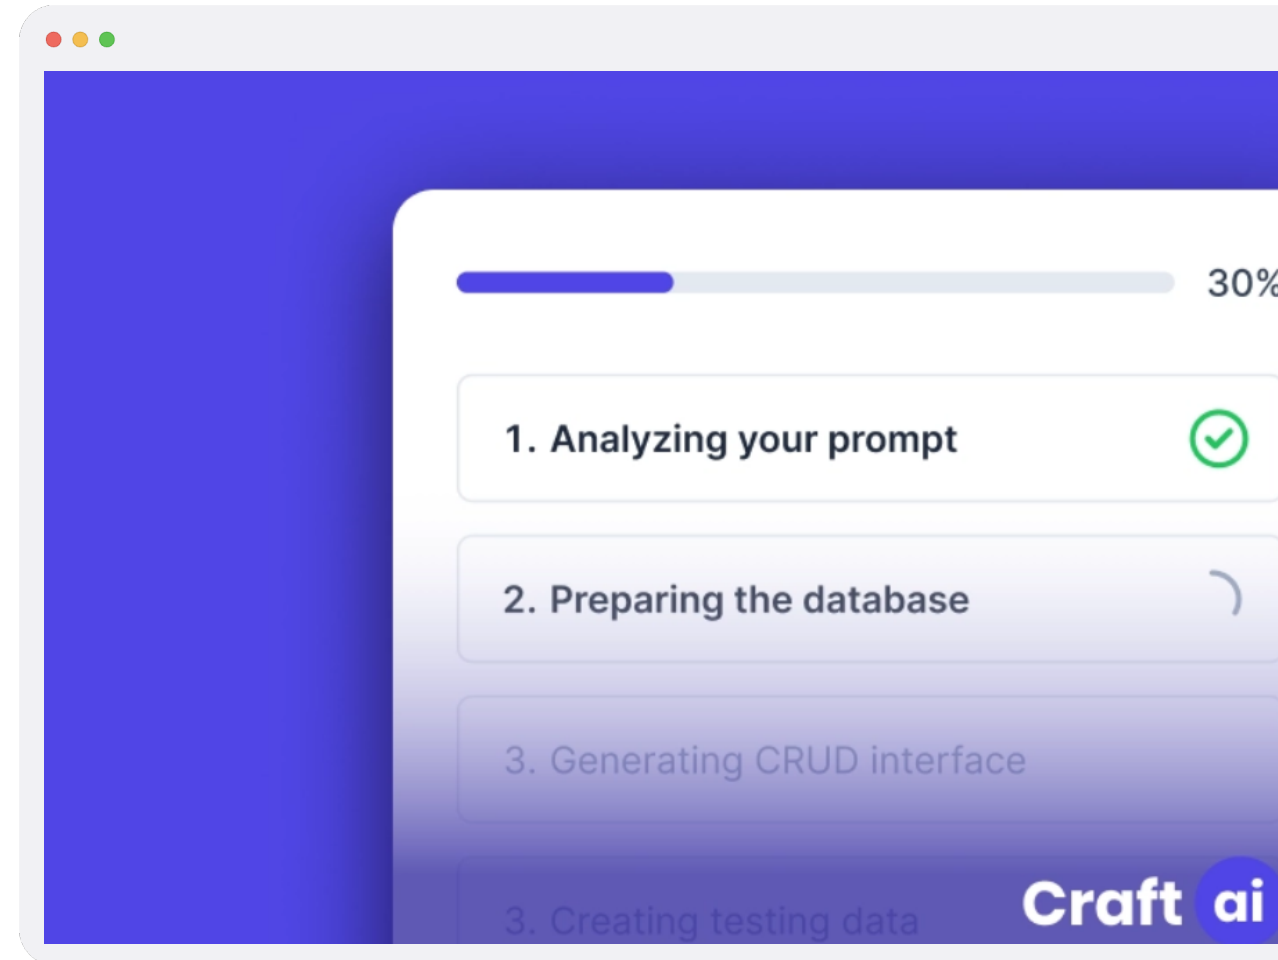 30%
1. Analyzing your prompt
2. Preparing the database
3. Generating CRUD interface
3. Creating testing data
Craft ai